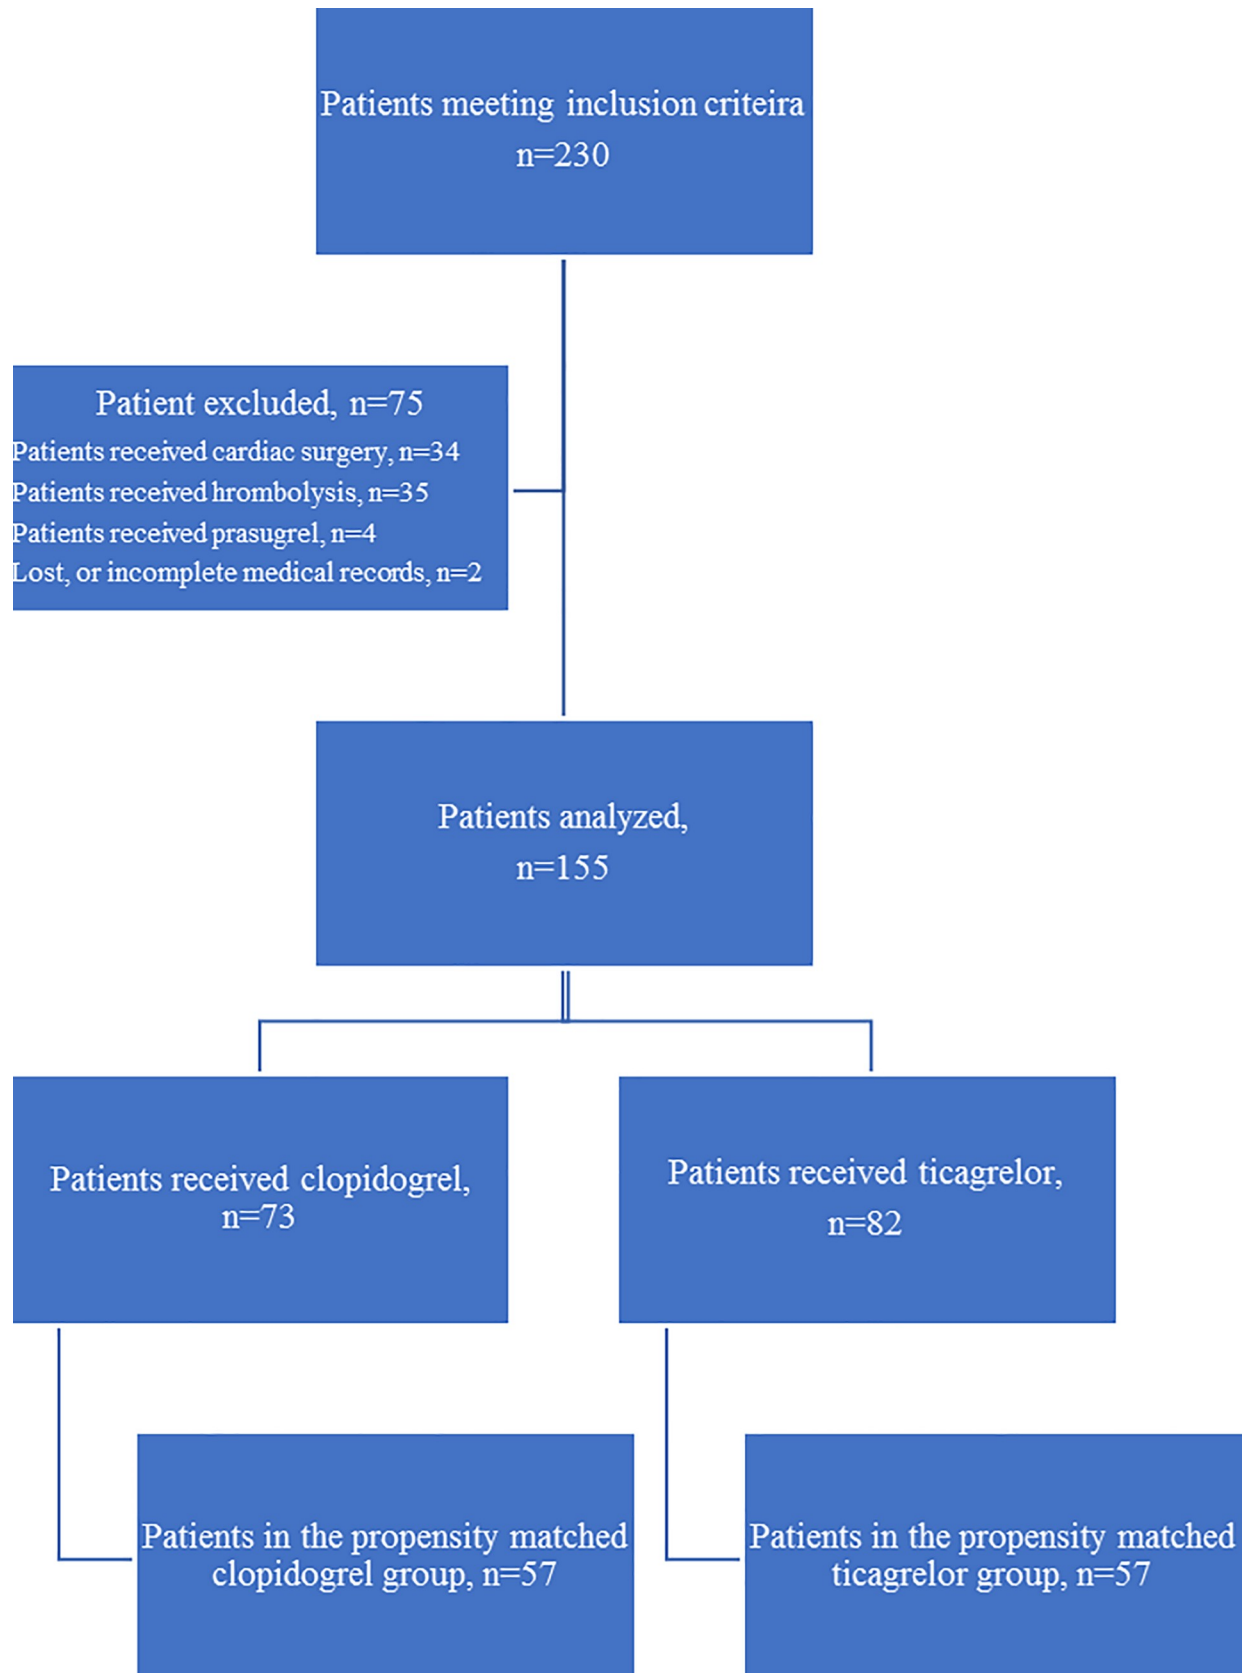 Patients meeting inclusion criteira
n=230
Patient excluded, n=75
Patients received cardiac surgery, n=34
Patients received hrombolysis, n=35
Patients received prasugrel, n=4
Lost, or incomplete medical records, n=2
Patients analyzed,
n=155
Patients received clopidogrel,
n=73
Patients received ticagrelor,
n=82
Patients in the propensity matched
clopidogrel group, n=57
Patients in the propensity matched
ticagrelor group, n=57